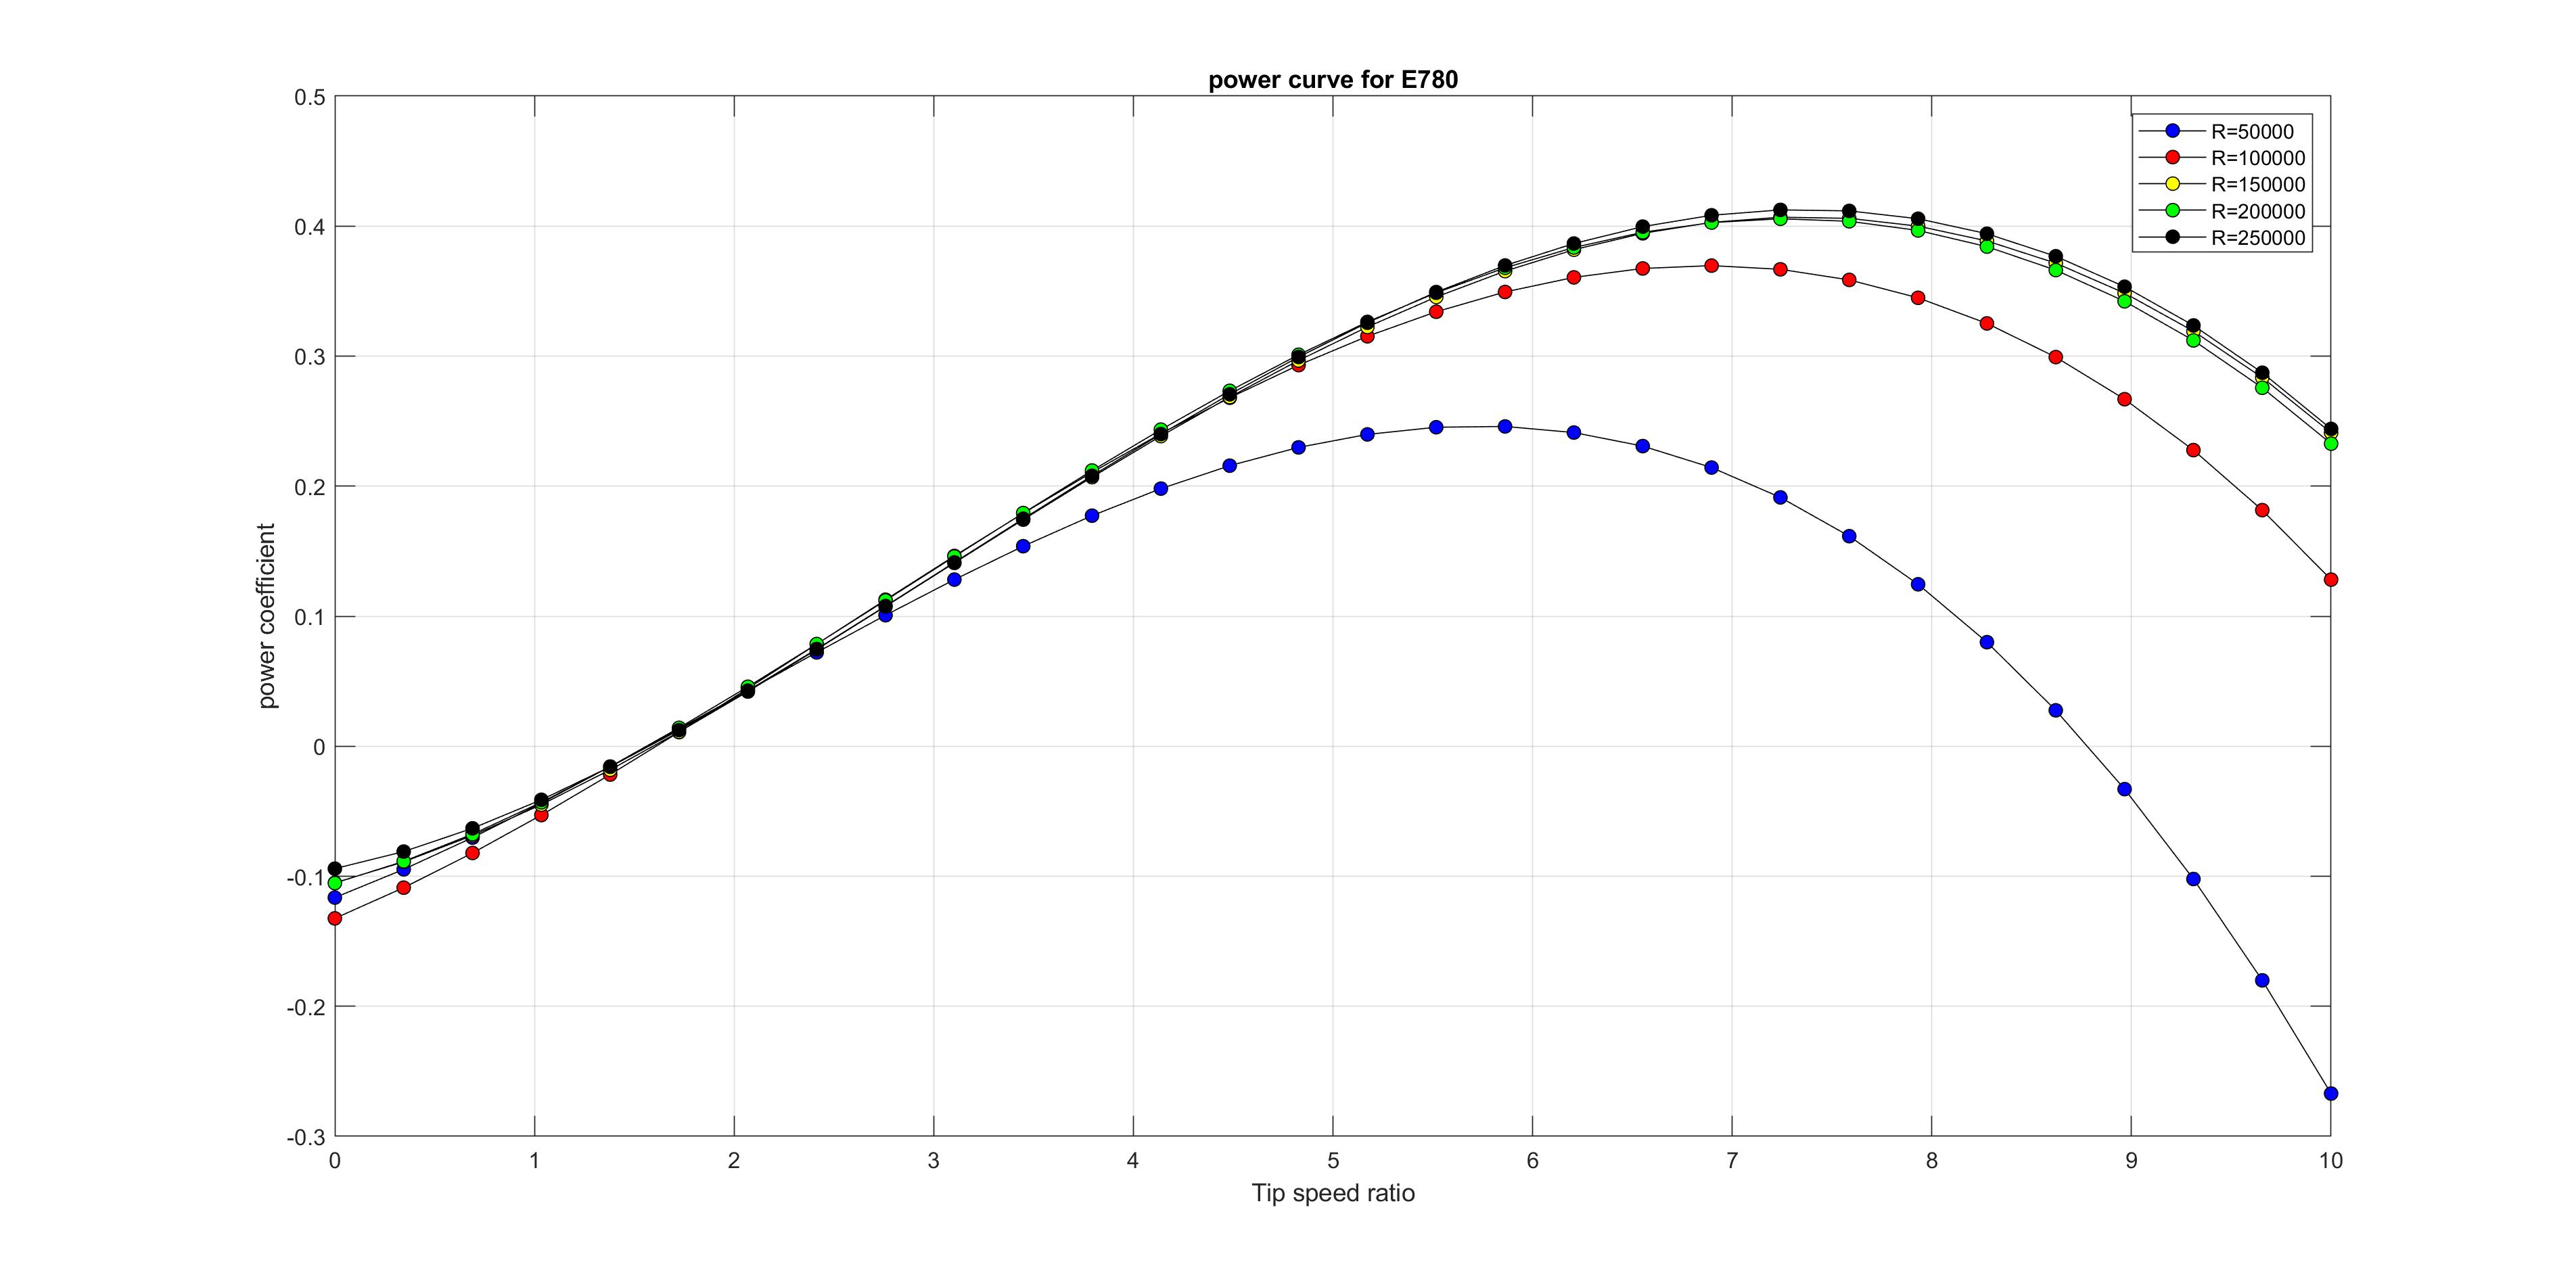 power curve for E780
0.5
0.4
0.3
0.2
0.1
0
-0.1
-0.2
-0.3
power coefficient
R=50000
R=100000
R=150000
R=200000
R=250000
0 1 2 3 4 5 6 7 8 9 10
Tip speed ratio